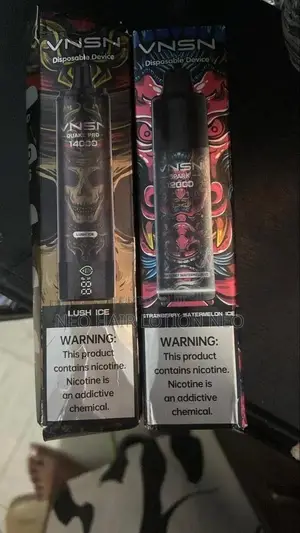 VNSN
Disposable Device
VNSN
QUAKE PRO
14000
LUSH ICE
WARNING:
This product
contains nicotine.
Nicotine is
an addictive
chemical.
VNSN
Disposable Device
VNSN
SPARK
12000
STRAWBERRY WATERMELON ICE
WARNING:
This product
contains nicotine.
Nicotine is
an addictive
chemical.